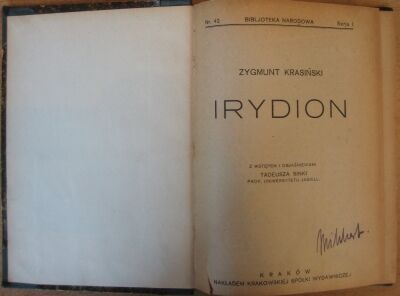 Nr. 42 BIBLJOTEKA NARODOWA Serja I
ZYGMUNT KRASIŃSKI
IRYDION
Z WSTĘPEM I OBJAŚNIENIAMI
TADEUSZA SINKI
PROF. UNIWERSYTETU JAGIELL.
KRAKÓW
NAKŁADEM KRAKOWSKIEJ SPÓŁKI WYDAWNICZEJ